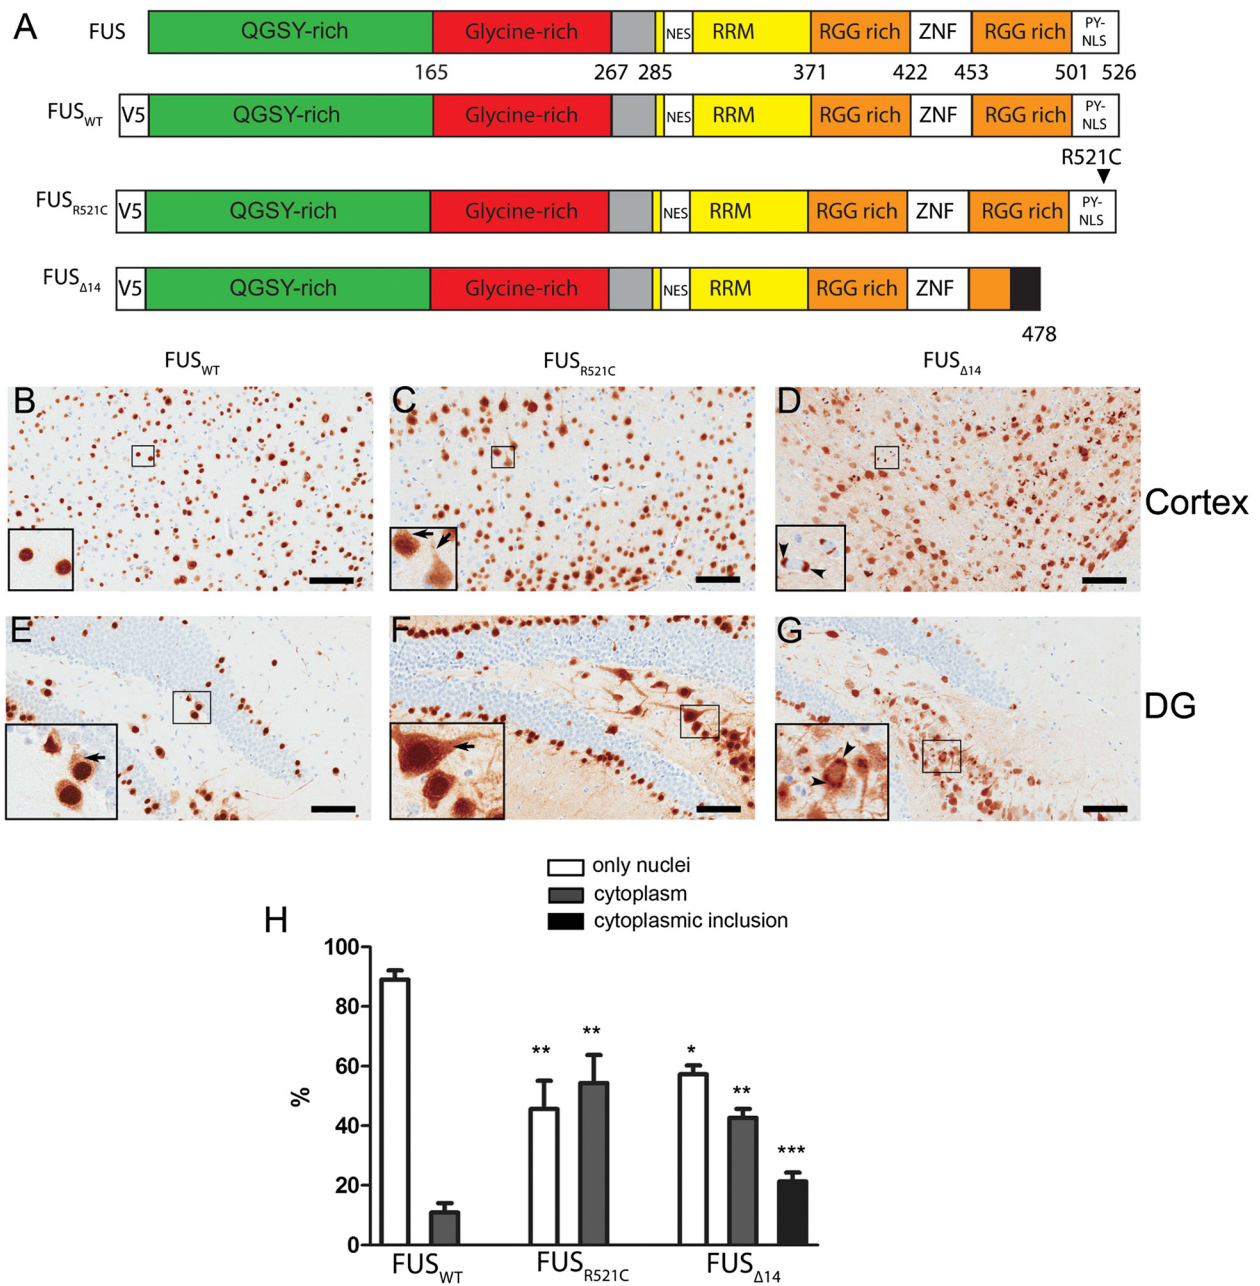 A
FUS QGSY-rich Glycine-rich NES RRM RGG rich ZNF RGG rich PY-NLS
165 267 285 371 422 453 501 526
FUSWT V5 QGSY-rich Glycine-rich NES RRM RGG rich ZNF RGG rich PY-NLS
R521C
FUSR521C V5 QGSY-rich Glycine-rich NES RRM RGG rich ZNF RGG rich PY-NLS
FUSΔ14 V5 QGSY-rich Glycine-rich NES RRM RGG rich ZNF
478
FUSWT FUSR521C FUSΔ14
B C D Cortex
E F G DG
only nuclei
cytoplasm
cytoplasmic inclusion
H
%
100
80
60
40
20
0
** ** * ** ***
FUSWT FUSR521C FUSΔ14